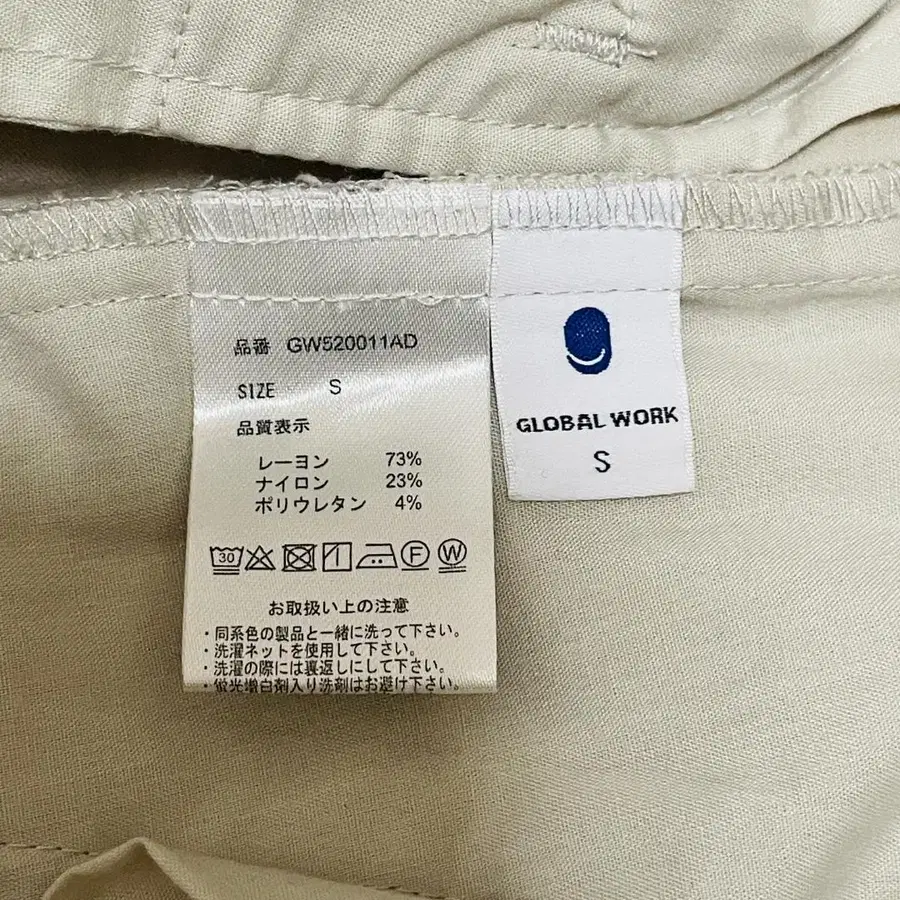 品番 GW520011AD
SIZE S
品質表示
レーヨン 73%
ナイロン 23%
ポリウレタン 4%
30 F W
お取扱い上の注意
・同系色の製品と一緒に洗って下さい。
・洗濯ネットを使用して下さい。
・洗濯の際には裏返しにして下さい。
・蛍光増白剤入り洗剤はお避け下さい。
GLOBAL WORK
S